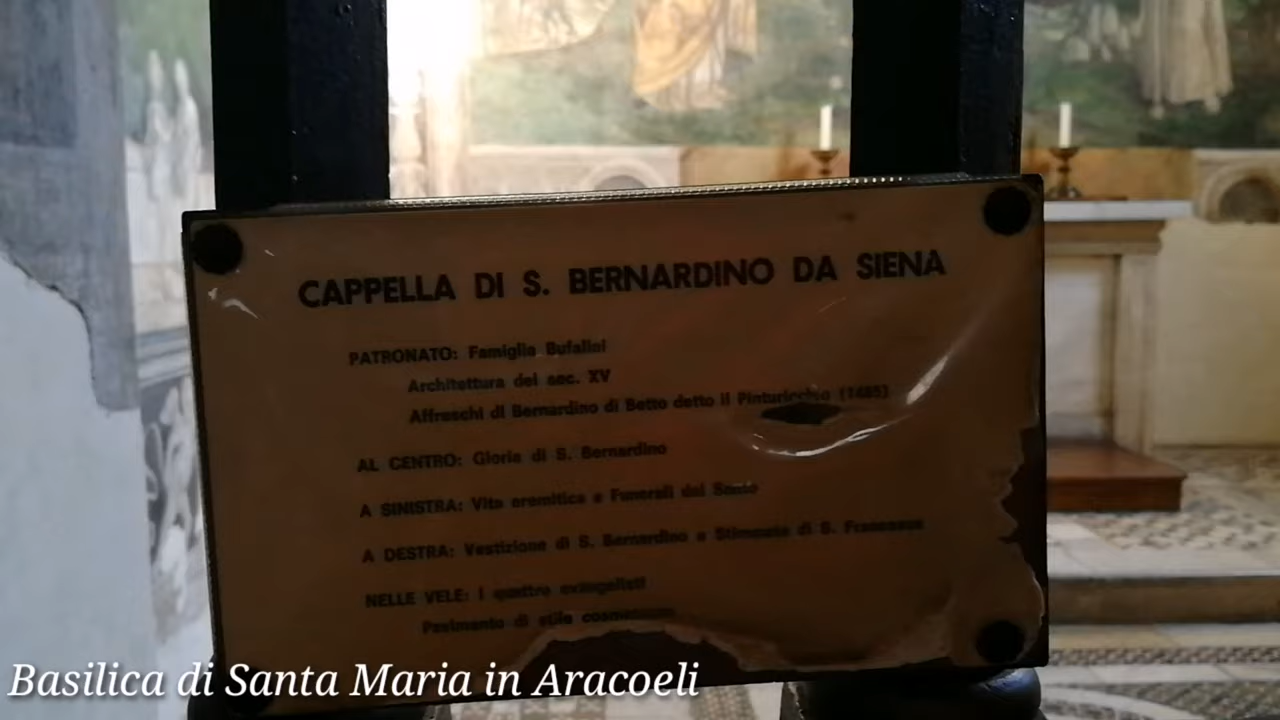 CAPPELLA DI S. BERNARDINO DA SIENA
PATRONATO: Famiglia Bufalini
Architettura del sec. XV
Affreschi di Bernardino di Betto detto il Pinturicchio (1485)
AL CENTRO: Gloria di S. Bernardino
A SINISTRA: Vita eremitica e Funerali del Santo
A DESTRA: Vestizione di S. Bernardino e Stimmate di S. Francesco
NELLE VELE: I quattro evangelisti
Pavimento di stile cosmatesco
Basilica di Santa Maria in Aracoeli